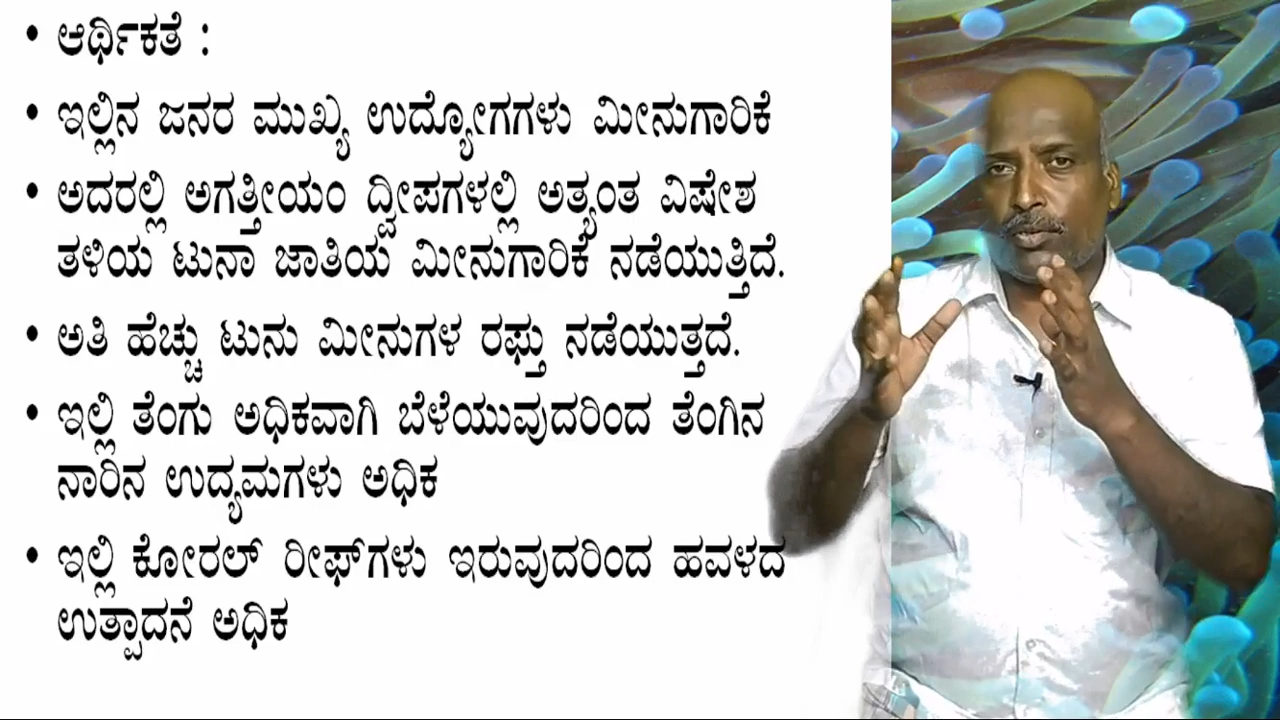 • ಆರ್ಥಿಕತೆ :
• ಇಲ್ಲಿನ ಜನರ ಮುಖ್ಯ ಉದ್ಯೋಗಗಳು ಮೀನುಗಾರಿಕೆ
• ಅದರಲ್ಲಿ ಅಗತ್ತೀಯಂ ದ್ವೀಪಗಳಲ್ಲಿ ಅತ್ಯಂತ ವಿಷೇಶ
ತಳಿಯ ಟುನಾ ಜಾತಿಯ ಮೀನುಗಾರಿಕೆ ನಡೆಯುತ್ತಿದೆ.
• ಅತಿ ಹೆಚ್ಚು ಟುನು ಮೀನುಗಳ ರಫ್ತು ನಡೆಯುತ್ತದೆ.
• ಇಲ್ಲಿ ತೆಂಗು ಅಧಿಕವಾಗಿ ಬೆಳೆಯುವುದರಿಂದ ತೆಂಗಿನ
ನಾರಿನ ಉದ್ಯಮಗಳು ಅಧಿಕ
• ಇಲ್ಲಿ ಕೋರಲ್ ರೀಫ್‌ಗಳು ಇರುವುದರಿಂದ ಹವಳದ
ಉತ್ಪಾದನೆ ಅಧಿಕ